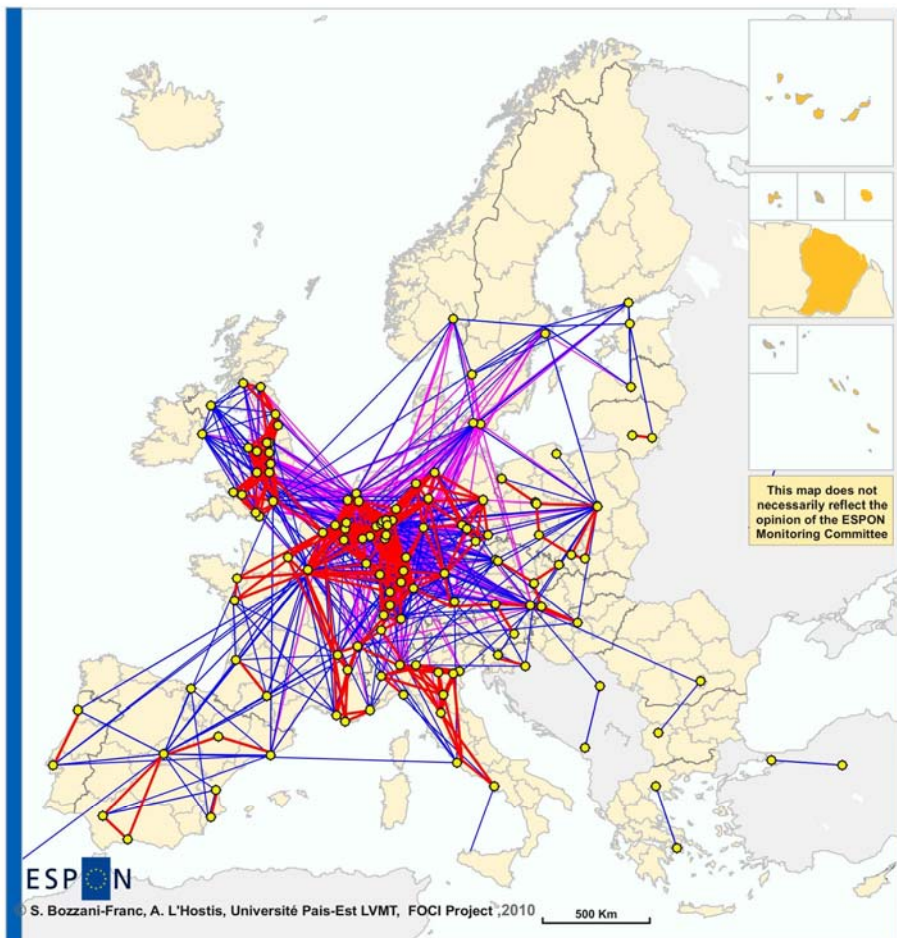 This map does not
necessarily reflect the
opinion of the ESPON
Monitoring Committee
ESPON
© S. Bozzani-Franc, A. L'Hostis, Université Pais-Est LVMT, FOCI Project ,2010
500 Km